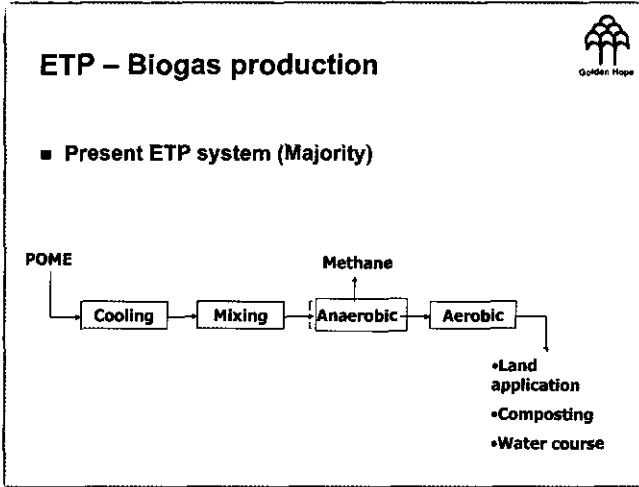 ETP – Biogas production
Golden Hope
■ Present ETP system (Majority)
POME
Methane
Cooling
Mixing
Anaerobic
Aerobic
•Land
application
•Composting
•Water course